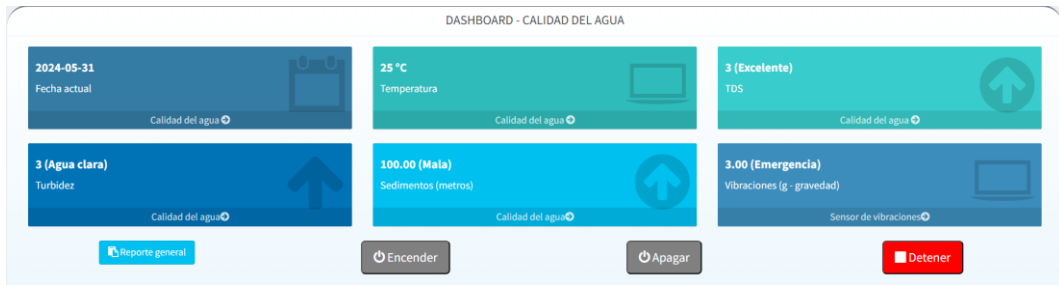 DASHBOARD - CALIDAD DEL AGUA
2024-05-31
Fecha actual
Calidad del agua
25 °C
Temperatura
Calidad del agua
3 (Excelente)
TDS
Calidad del agua
3 (Agua clara)
Turbidez
Calidad del agua
100.00 (Mala)
Sedimentos (metros)
Calidad del agua
3.00 (Emergencia)
Vibraciones (g - gravedad)
Sensor de vibraciones
Reporte general
Encender
Apagar
Detener